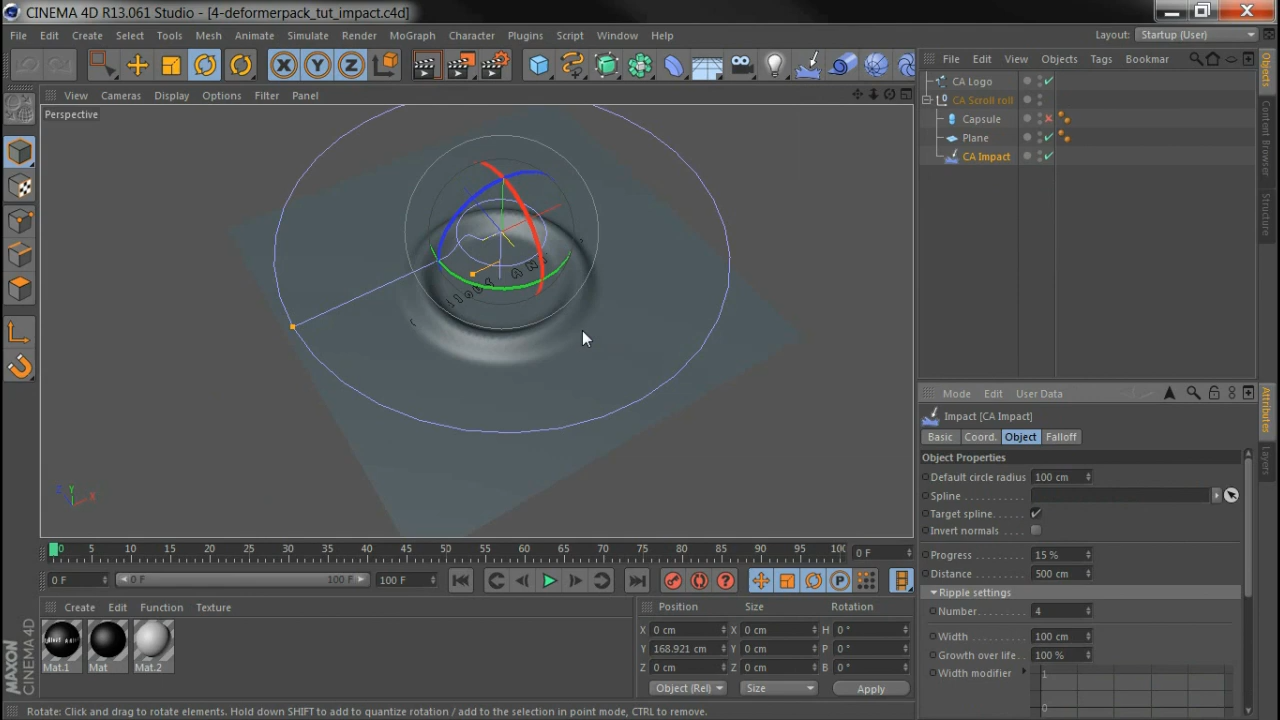 CINEMA 4D R13.061 Studio - [4-deformerpack_tut_impact.c4d]
File Edit Create Select Tools Mesh Animate Simulate Render MoGraph Character Plugins Script Window Help
Layout: Startup (User)
X Y Z
File Edit View Objects Tags Bookmar
View Cameras Display Options Filter Panel
Perspective
CA Logo
CA Scroll roll
Capsule
Plane
CA Impact
Objects
Content Browser
Structure
Z Y X
Mode Edit User Data
Impact [CA Impact]
Basic Coord. Object Falloff
Object Properties
Default circle radius 100 cm
Spline
Target spline
Invert normals
Progress 15 %
Distance 500 cm
Ripple settings
Number 4
Width 100 cm
Growth over life 100 %
Width modifier 1
0
Attributes
Layers
0 5 10 15 20 25 30 35 40 45 50 55 60 65 70 75 80 85 90 95 100 0 F
0 F 0 F 100 F 100 F
? P
Create Edit Function Texture
Mat.1 Mat Mat.2
Position Size Rotation
X 0 cm X 0 cm H 0 °
Y 168.921 cm Y 0 cm P 0 °
Z 0 cm Z 0 cm B 0 °
Object (Rel) Size Apply
MAXON
CINEMA 4D
Rotate: Click and drag to rotate elements. Hold down SHIFT to add to quantize rotation / add to the selection in point mode, CTRL to remove.